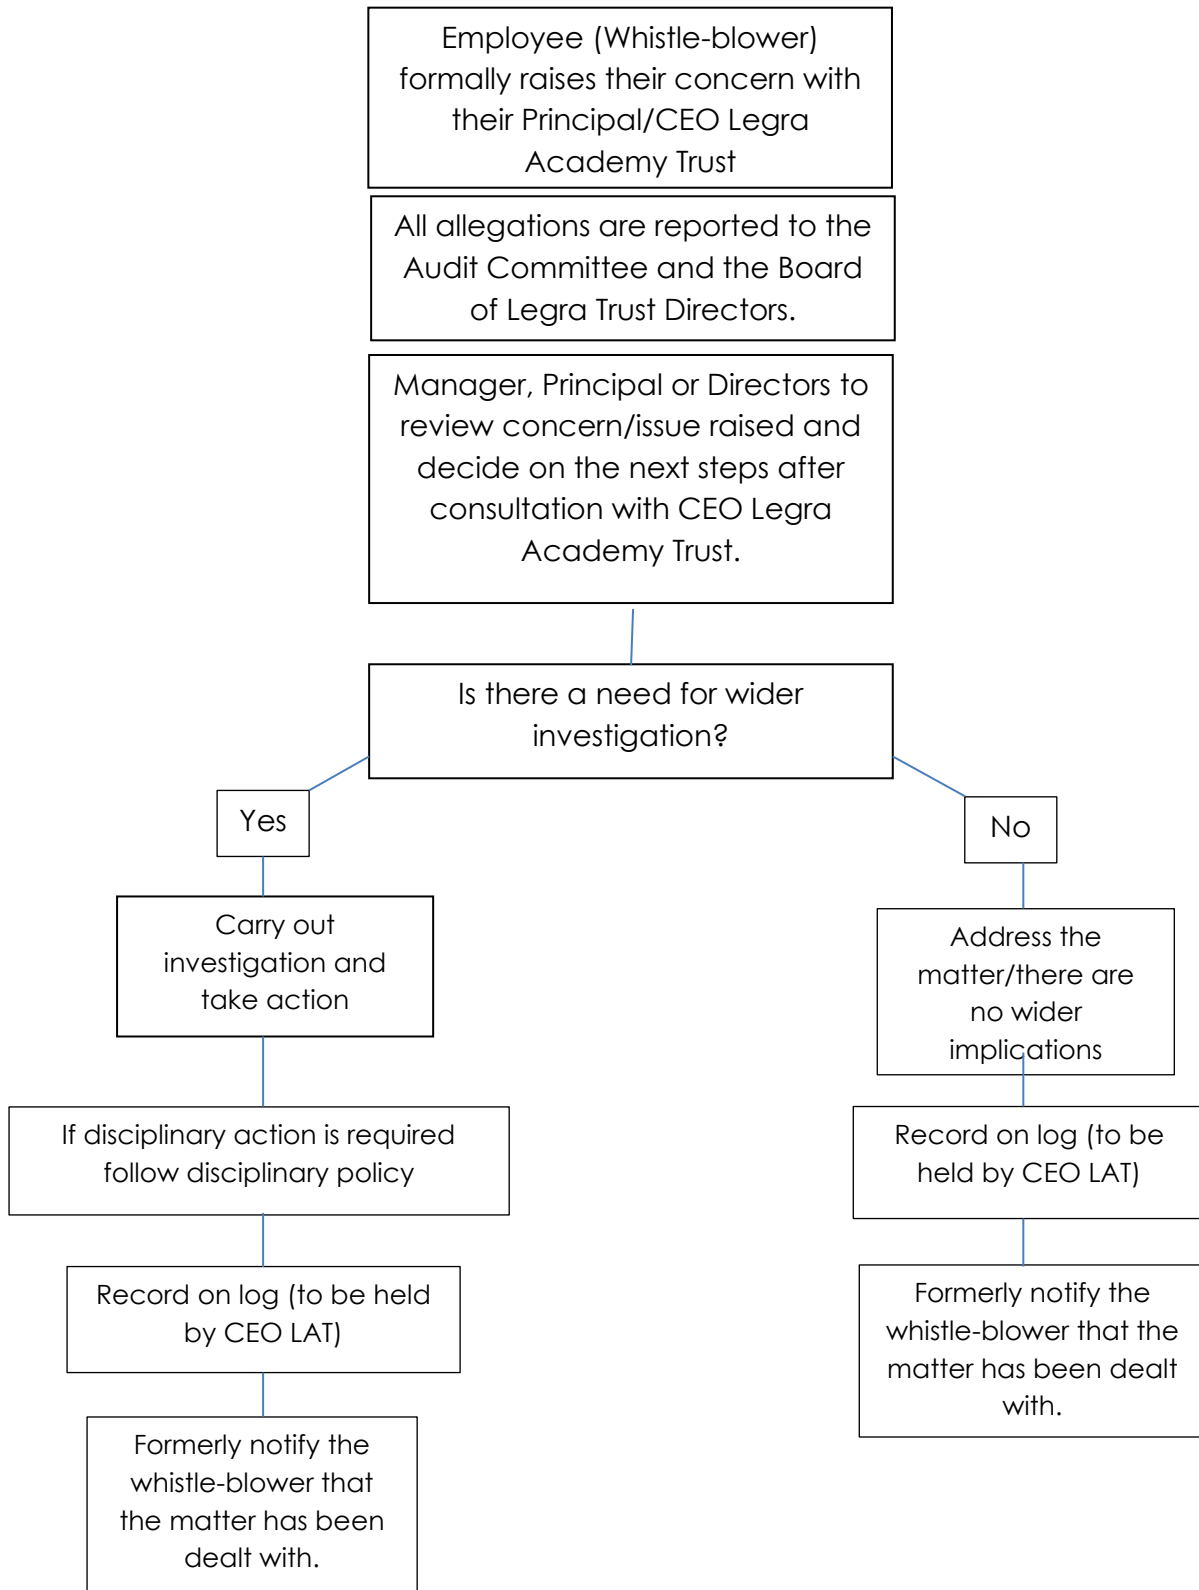 Employee (Whistle-blower)
formally raises their concern with
their Principal/CEO Legra
Academy Trust
All allegations are reported to the
Audit Committee and the Board
of Legra Trust Directors.
Manager, Principal or Directors to
review concern/issue raised and
decide on the next steps after
consultation with CEO Legra
Academy Trust.
Is there a need for wider
investigation?
Yes
Carry out
investigation and
take action
If disciplinary action is required
follow disciplinary policy
Record on log (to be held
by CEO LAT)
Formerly notify the
whistle-blower that
the matter has been
dealt with.
No
Address the
matter/there are
no wider
implications
Record on log (to be
held by CEO LAT)
Formerly notify the
whistle-blower that the
matter has been dealt
with.